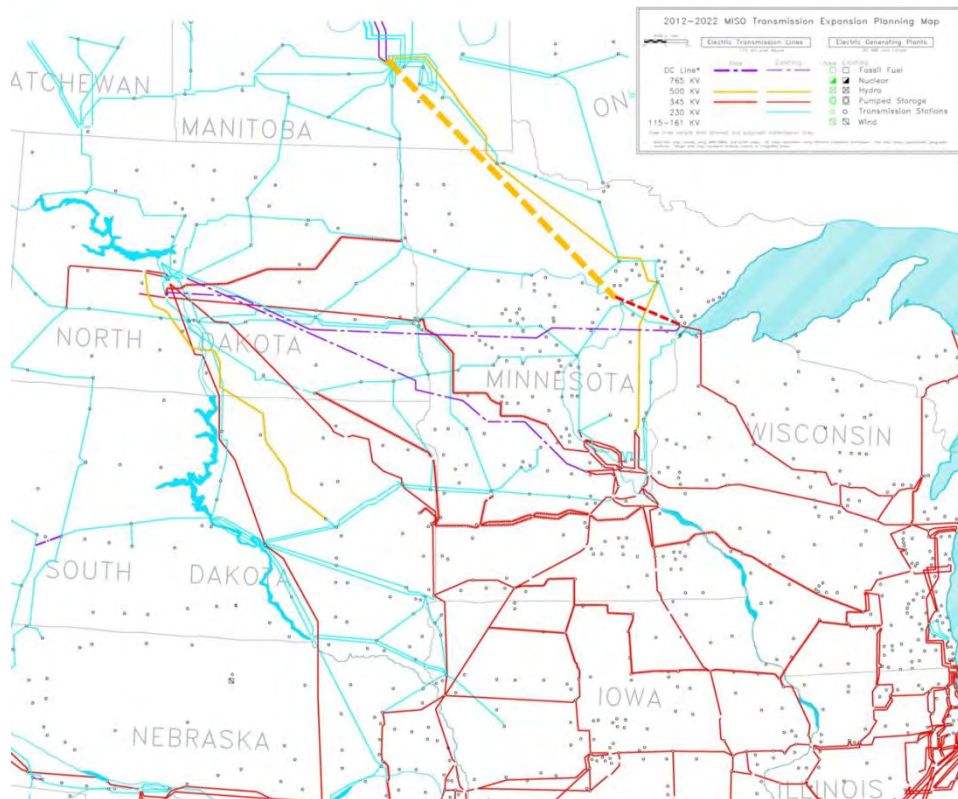 2012-2022 MISO Transmission Expansion Planning Map
Electric Transmission Lines
Electric Generating Plants
New Existing
New Existing
DC Line*
765 KV
500 KV
345 KV
230 KV
115-161 KV
Fossil Fuel
Nuclear
Hydro
Pumped Storage
Transmission Stations
Wind
ATCHEWAN
MANITOBA
ON
NORTH DAKOTA
MINNESOTA
WISCONSIN
SOUTH DAKOTA
IOWA
NEBRASKA
ILLINOIS